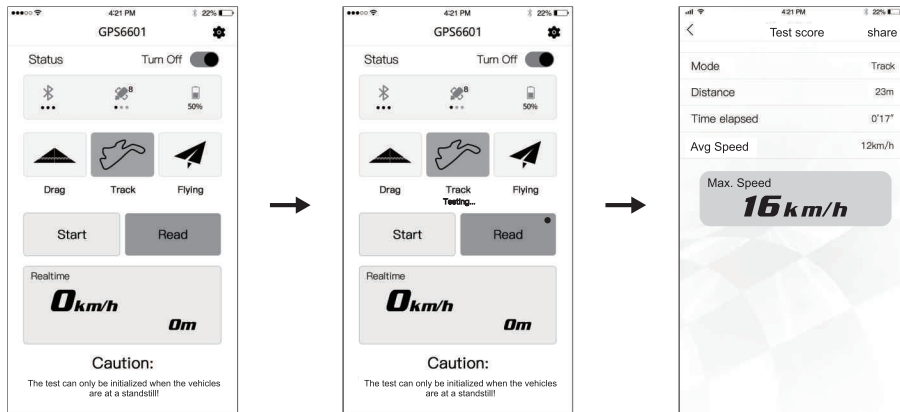 4:21 PM 22%
GPS6601
Status Turn Off
8
50%
Drag Track Flying
Start Read
Realtime
0km/h
0m
Caution:
The test can only be initialized when the vehicles
are at a standstill!
4:21 PM 22%
GPS6601
Status Turn Off
8
50%
Drag Track Flying
Testing...
Start Read
Realtime
0km/h
0m
Caution:
The test can only be initialized when the vehicles
are at a standstill!
4:21 PM 22%
Test score share
Mode Track
Distance 23m
Time elapsed 0'17"
Avg Speed 12km/h
Max. Speed
16km/h